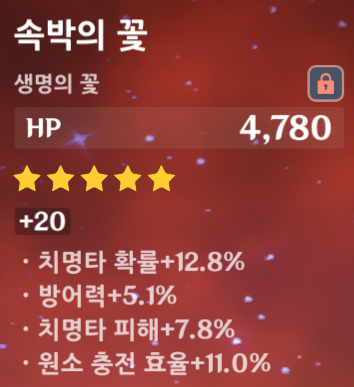 속박의 꽃
생명의 꽃
HP 4,780
+20
· 치명타 확률+12.8%
· 방어력+5.1%
· 치명타 피해+7.8%
· 원소 충전 효율+11.0%